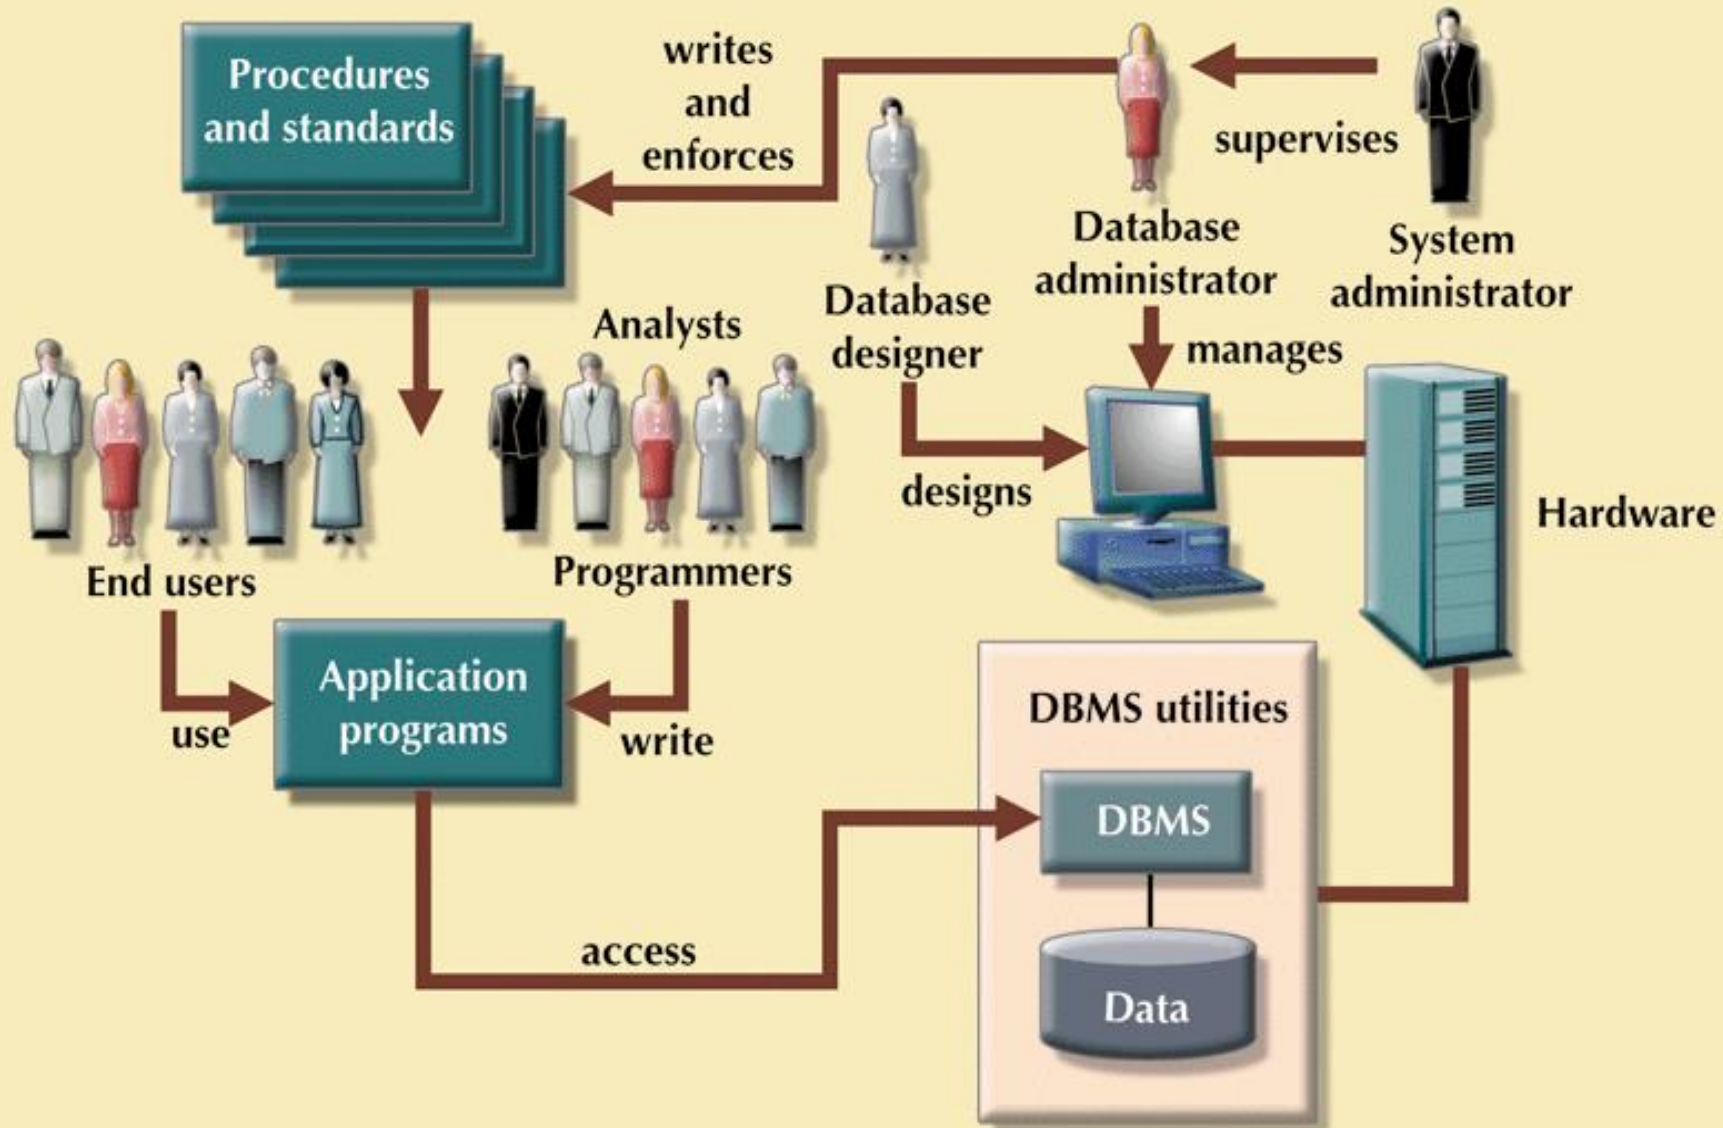 Procedures
and standards
writes
and
enforces
supervises
Database
administrator
System
administrator
Database
designer
Analysts
manages
designs
Hardware
End users
Programmers
Application
programs
use
write
DBMS utilities
DBMS
access
Data